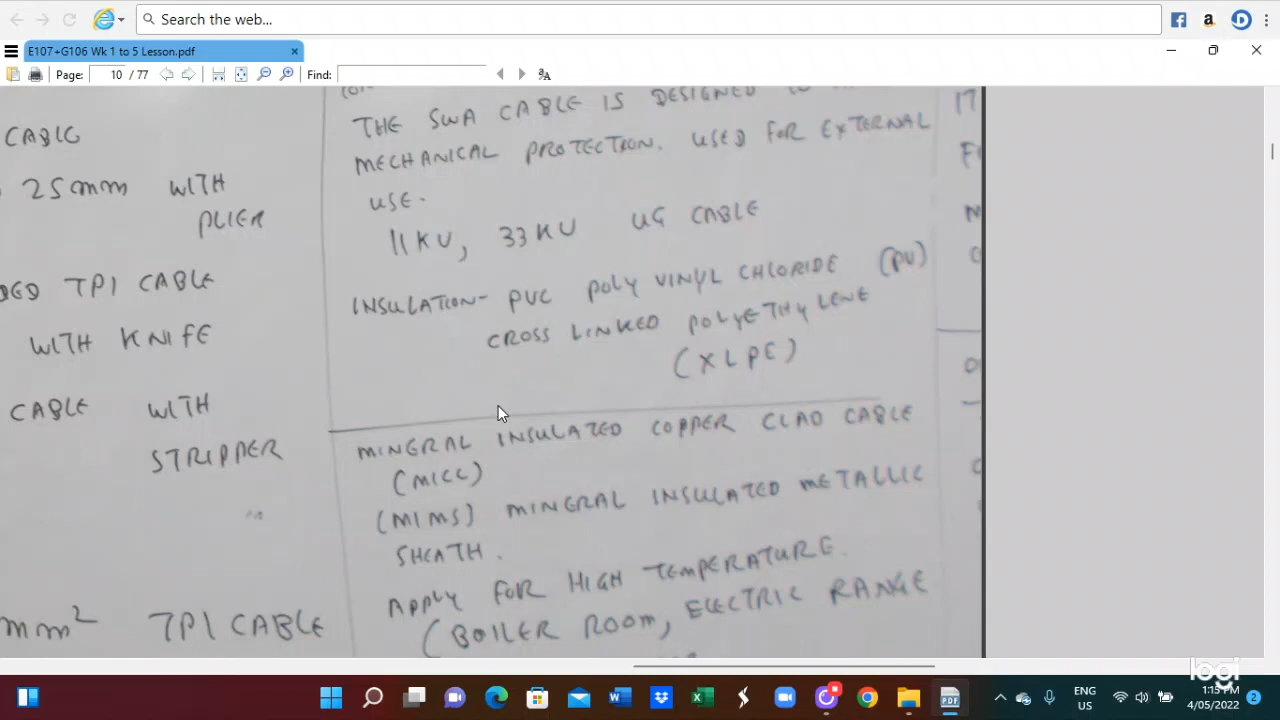 Search the web...
E107+G106 Wk 1 to 5 Lesson.pdf
Page: 10 / 77 Find:
CABLE
25mm WITH
PLIER
TPI CABLE
WITH KNIFE
CABLE WITH
STRIPPER
mm² TPI CABLE
THE SWA CABLE IS DESIGNED
MECHANICAL PROTECTION. USED FOR EXTERNAL
USE.
11KV, 33KV UG CABLE
INSULATION- PVC POLY VINYL CHLORIDE (PV)
CROSS LINKED POLYETHYLENE
(XLPE)
MINERAL INSULATED COPPER CLAD CABLE
(MICC)
(MIMS) MINERAL INSULATED METALLIC
SHEATH.
APPLY FOR HIGH TEMPERATURE.
(BOILER ROOM, ELECTRIC RANGE
17
logi
ENG
US
1:15 PM
4/05/2022
2